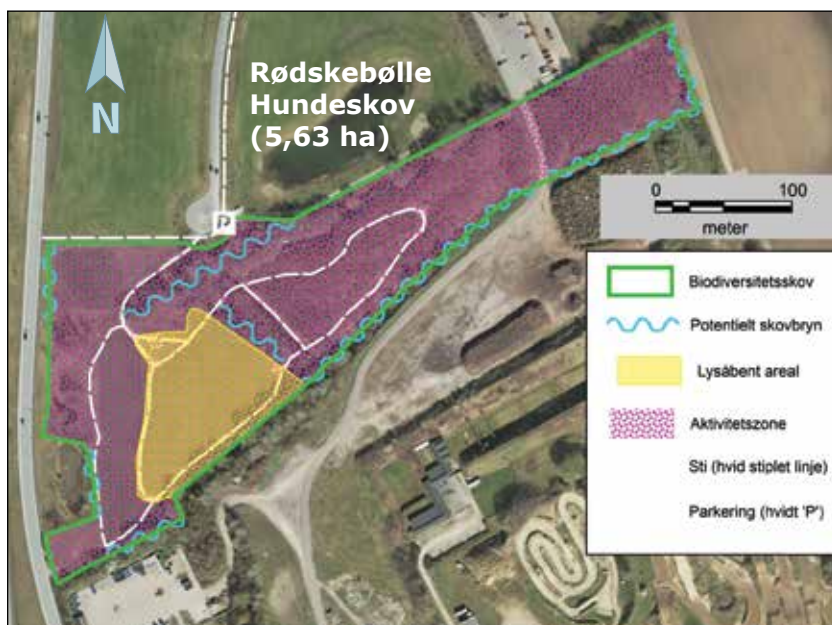 Rødskebølle
Hundeskov
(5,63 ha)
N
P
0 100
meter
Biodiversitetsskov
Potentielt skovbryn
Lysåbent areal
Aktivitetszone
Sti (hvid stiplet linje)
Parkering (hvidt 'P')